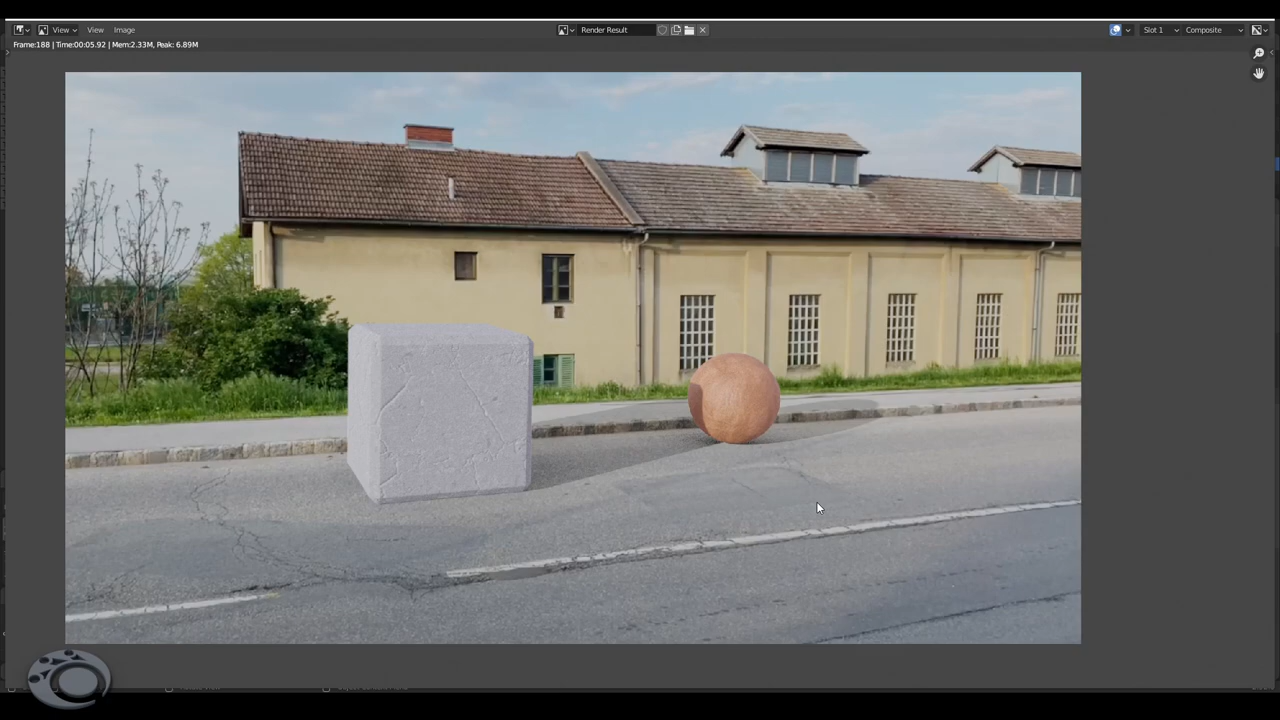 View View Image Render Result Slot 1 Composite
Frame:188 | Time:00:05.92 | Mem:2.33M, Peak: 6.89M